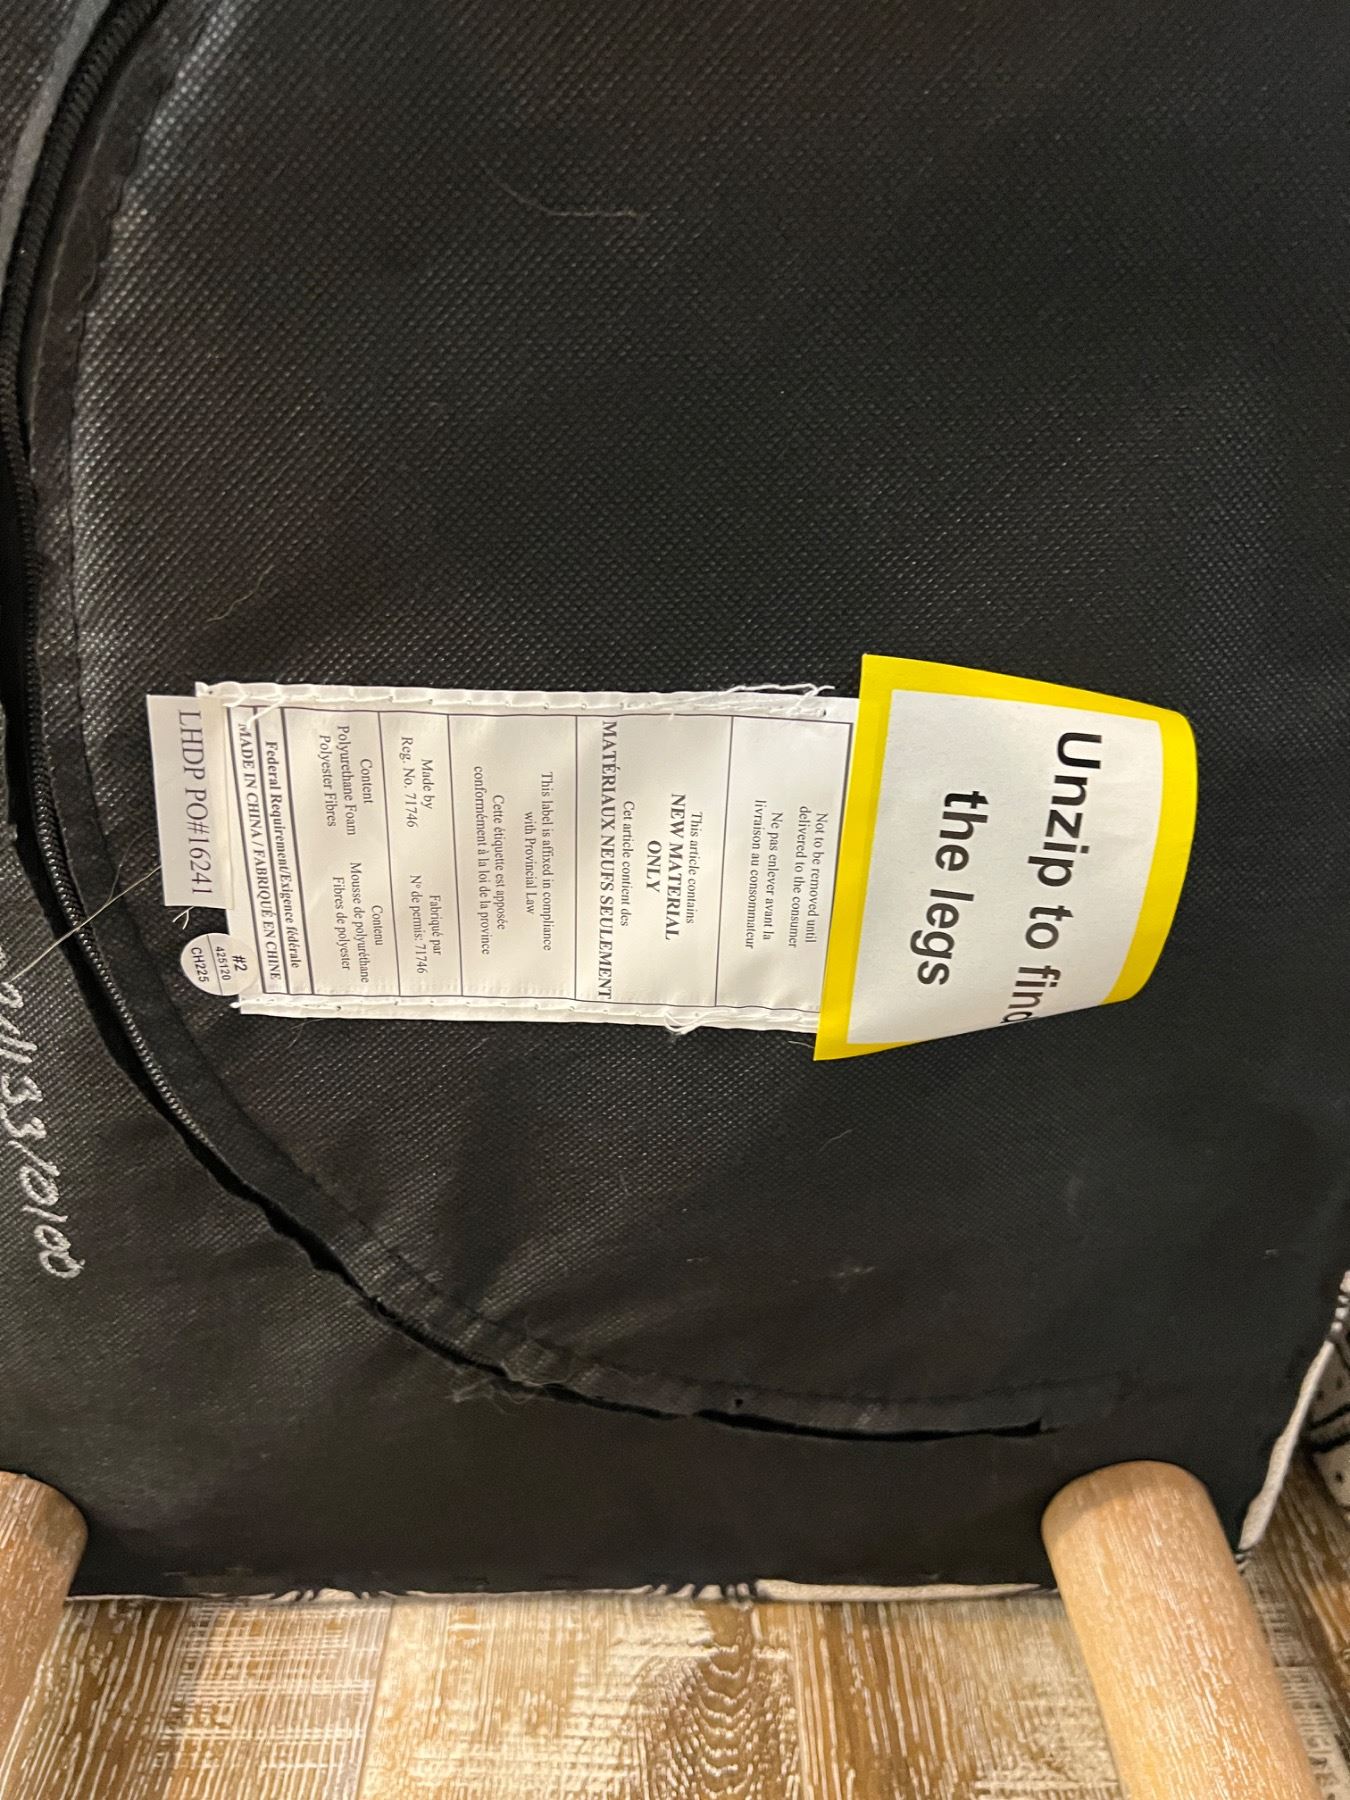 Unzip to find
the legs
Not to be removed until
delivered to the consumer
Ne pas enlever avant la
livraison au consommateur
This article contains
NEW MATERIAL
ONLY
Cet article contient des
MATÉRIAUX NEUFS SEULEMENT
This label is affixed in compliance
with Provincial Law
Cette étiquette est apposée
conformément à la loi de la province
Made by
Reg. No. 71746
Fabriqué par
N° de permis: 71746
Content
Polyurethane Foam
Polyester Fibres
Contenu
Mousse de polyuréthane
Fibres de polyester
Federal Requirement/Exigence fédérale
MADE IN CHINA / FABRIQUÉ EN CHINE
LHDP PO#16241
#2
425120
CH225